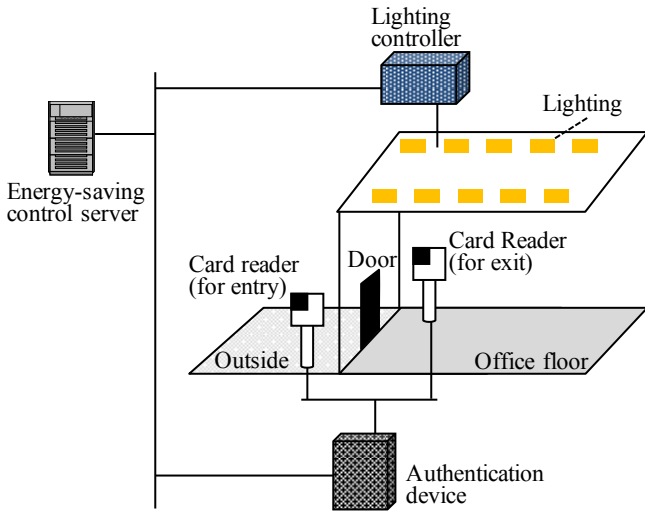 Lighting
controller
Lighting
Energy-saving
control server
Card reader
(for entry)
Door
Card Reader
(for exit)
Outside
Office floor
Authentication
device